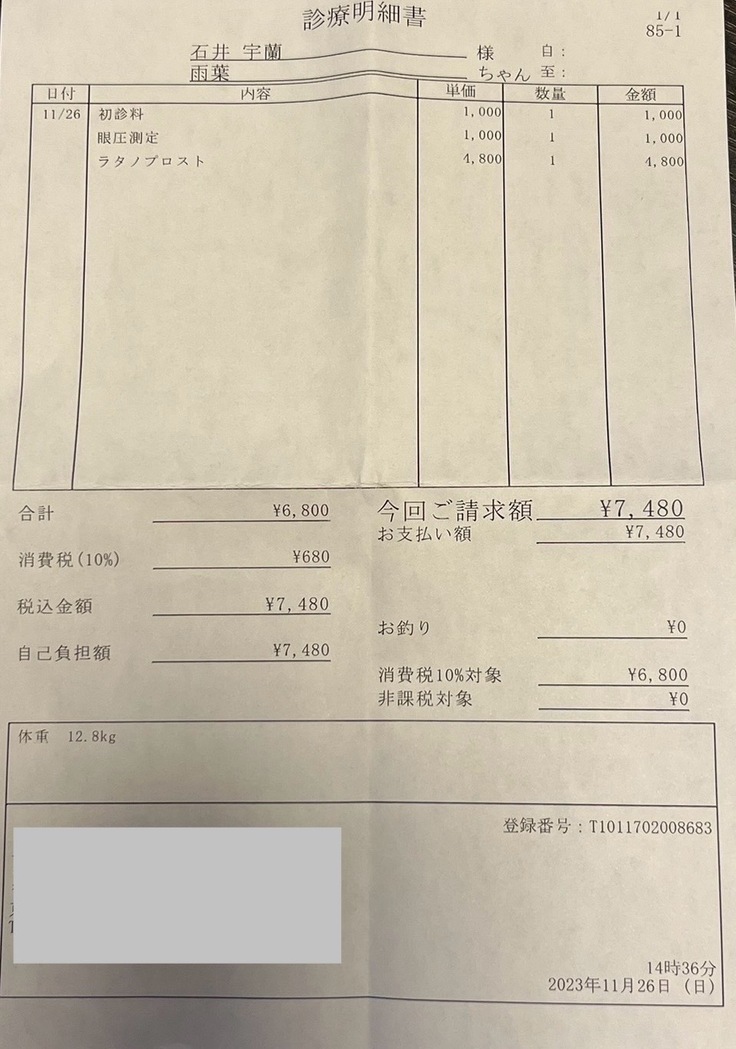 診療明細書
1/1
85-1
石井 宇蘭 様 自:
雨葉 ちゃん 至:
日付 内容 単価 数量 金額
11/26 初診料 1,000 1 1,000
眼圧測定 1,000 1 1,000
ラタノプロスト 4,800 1 4,800
合計 ¥6,800
今回ご請求額 ¥7,480
お支払い額 ¥7,480
消費税(10%) ¥680
税込金額 ¥7,480
お釣り ¥0
自己負担額 ¥7,480
消費税10%対象 ¥6,800
非課税対象 ¥0
体重 12.8kg
登録番号:T1011702008683
14時36分
2023年11月26日(日)